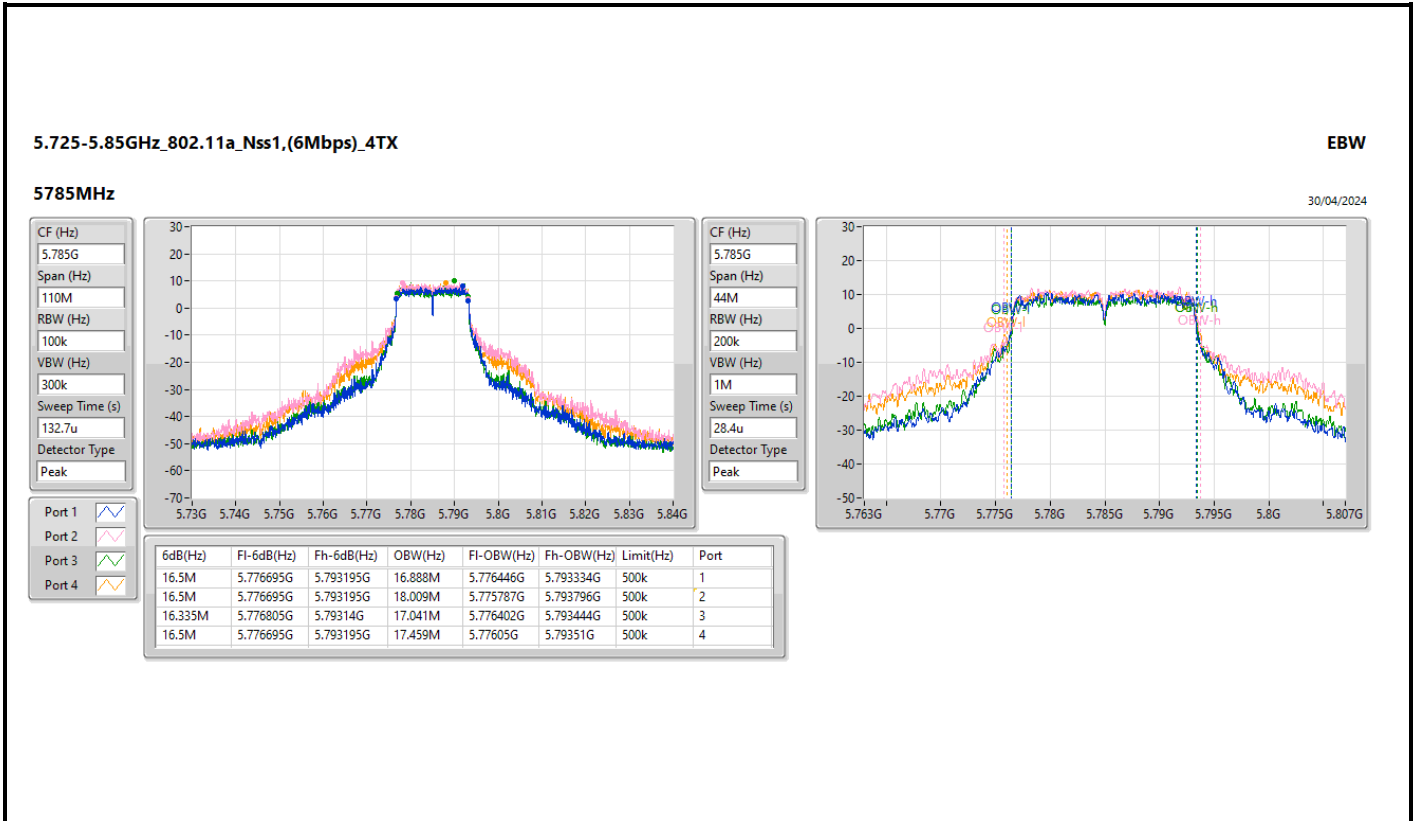 5.725-5.85GHz_802.11a_Nss1,(6Mbps)_4TX
EBW
5785MHz
30/04/2024
CF (Hz)
5.785G
Span (Hz)
110M
RBW (Hz)
100k
VBW (Hz)
300k
Sweep Time (s)
132.7u
Detector Type
Peak
30
20
10
0
-10
-20
-30
-40
-50
-60
-70
5.73G 5.74G 5.75G 5.76G 5.77G 5.78G 5.79G 5.8G 5.81G 5.82G 5.83G 5.84G
CF (Hz)
5.785G
Span (Hz)
44M
RBW (Hz)
200k
VBW (Hz)
1M
Sweep Time (s)
28.4u
Detector Type
Peak
30
20
10
0
-10
-20
-30
-40
-50
OBW-h
OBW-h
5.763G 5.77G 5.775G 5.78G 5.785G 5.79G 5.795G 5.8G 5.807G
Port 1
Port 2
Port 3
Port 4
6dB(Hz) Fl-6dB(Hz) Fh-6dB(Hz) OBW(Hz) Fl-OBW(Hz) Fh-OBW(Hz) Limit(Hz) Port
16.5M 5.776695G 5.793195G 16.888M 5.776446G 5.793334G 500k 1
16.5M 5.776695G 5.793195G 18.009M 5.775787G 5.793796G 500k 2
16.335M 5.776805G 5.79314G 17.041M 5.776402G 5.793444G 500k 3
16.5M 5.776695G 5.793195G 17.459M 5.77605G 5.79351G 500k 4